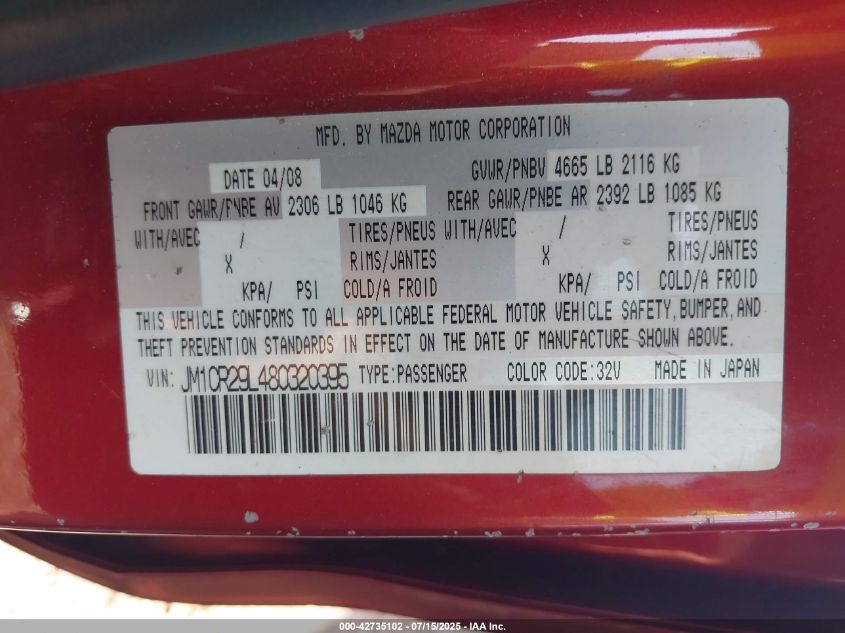 MFD. BY MAZDA MOTOR CORPORATION
DATE 04/08 GVWR/PNBV 4665 LB 2116 KG
FRONT GAWR/PNBE AV 2306 LB 1046 KG REAR GAWR/PNBE AR 2392 LB 1085 KG
WITH/AVEC / TIRES/PNEUS WITH/AVEC / TIRES/PNEUS
X RIMS/JANTES X RIMS/JANTES
KPA/ PSI COLD/A FROID KPA/ PSI COLD/A FROID
THIS VEHICLE CONFORMS TO ALL APPLICABLE FEDERAL MOTOR VEHICLE SAFETY, BUMPER, AND
THEFT PREVENTION STANDARDS IN EFFECT ON THE DATE OF MANUFACTURE SHOWN ABOVE.
VIN: JM1CR29L480320395 TYPE:PASSENGER COLOR CODE:32V MADE IN JAPAN
000-42735102 - 07/15/2025 - © IAA, Inc.